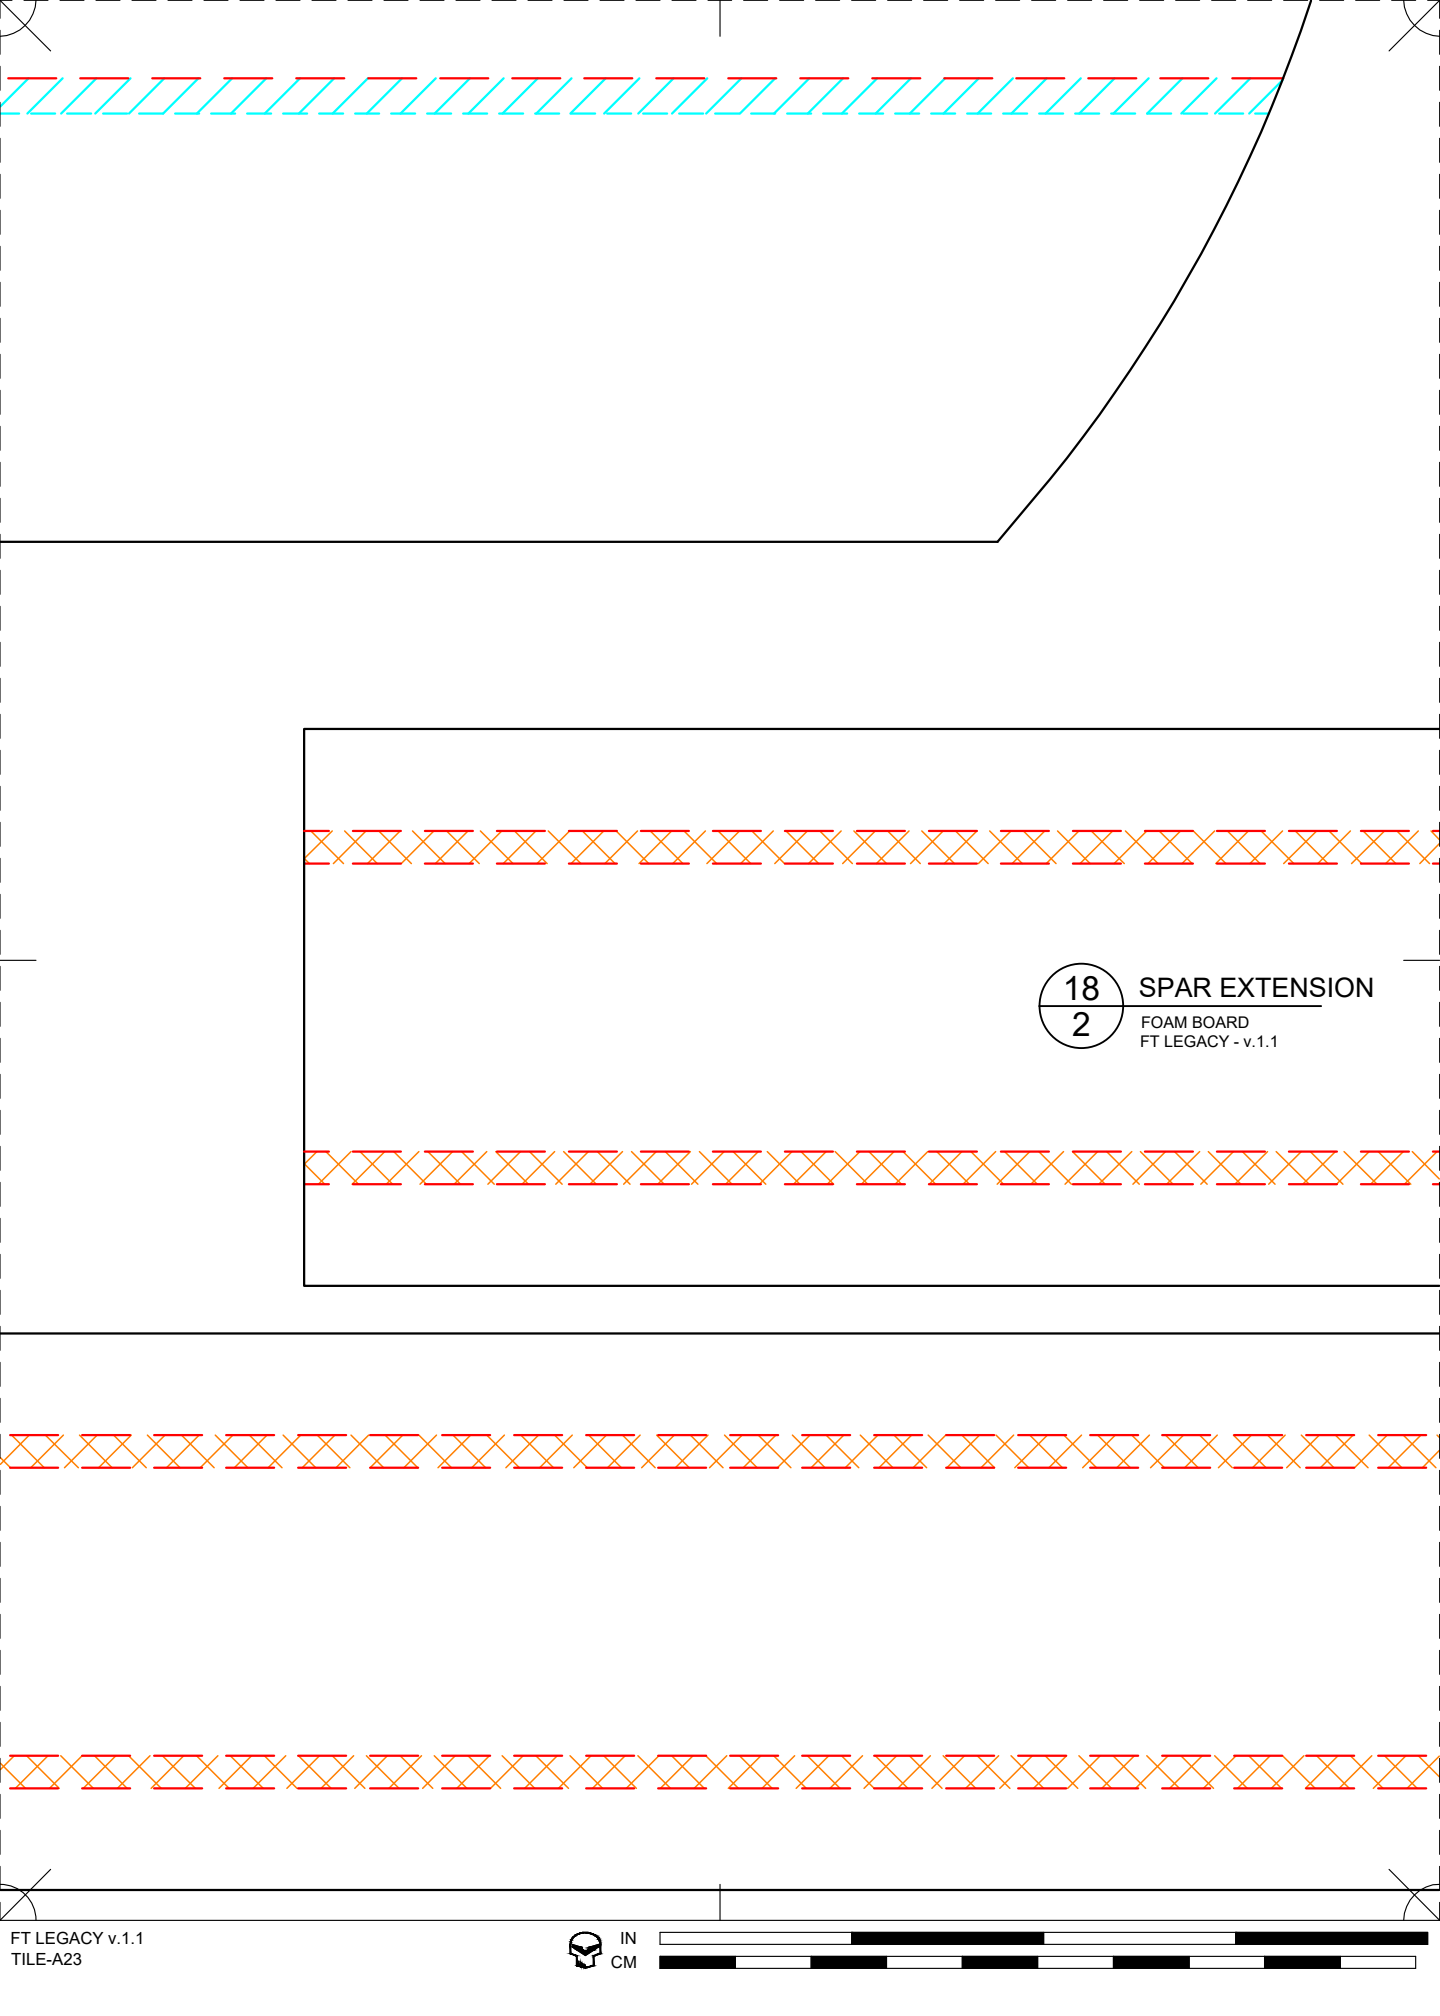 18
2
SPAR EXTENSION
FOAM BOARD
FT LEGACY - v.1.1
FT LEGACY v.1.1
TILE-A23
IN
CM